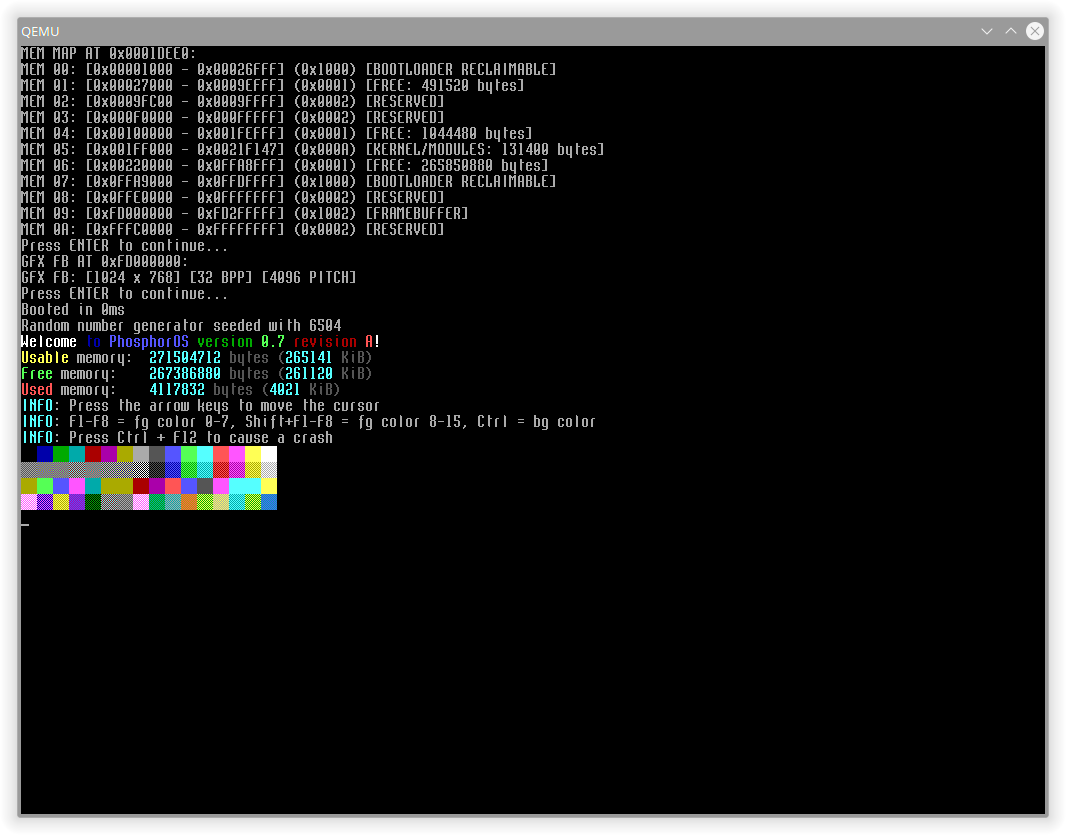 QEMU
MEM MAP AT 0x0001DEE0:
MEM 00: [0x00001000 - 0x00026FFF] (0x1000) [BOOTLOADER RECLAIMABLE]
MEM 01: [0x00027000 - 0x0009EFFF] (0x0001) [FREE: 491520 bytes]
MEM 02: [0x0009FC00 - 0x0009FFFF] (0x0002) [RESERVED]
MEM 03: [0x000F0000 - 0x000FFFFF] (0x0002) [RESERVED]
MEM 04: [0x00100000 - 0x001FEFFF] (0x0001) [FREE: 1044480 bytes]
MEM 05: [0x001FF000 - 0x0021F147] (0x000A) [KERNEL/MODULES: 131400 bytes]
MEM 06: [0x00220000 - 0x0FFA8FFF] (0x0001) [FREE: 265850880 bytes]
MEM 07: [0x0FFA9000 - 0x0FFDFFFF] (0x1000) [BOOTLOADER RECLAIMABLE]
MEM 08: [0x0FFE0000 - 0x0FFFFFFF] (0x0002) [RESERVED]
MEM 09: [0xFD000000 - 0xFD2FFFFF] (0x1002) [FRAMEBUFFER]
MEM 0A: [0xFFFC0000 - 0xFFFFFFFF] (0x0002) [RESERVED]
Press ENTER to continue...
GFX FB AT 0xFD000000:
GFX FB: [1024 x 768] [32 BPP] [4096 PITCH]
Press ENTER to continue...
Booted in 0ms
Random number generator seeded with 6504
Welcome to PhosphorOS version 0.7 revision A!
Usable memory: 271504712 bytes (265141 KiB)
Free memory: 267386880 bytes (261120 KiB)
Used memory: 4117832 bytes (4021 KiB)
INFO: Press the arrow keys to move the cursor
INFO: F1-F8 = fg color 0-7, Shift+F1-F8 = fg color 8-15, Ctrl = bg color
INFO: Press Ctrl + F12 to cause a crash